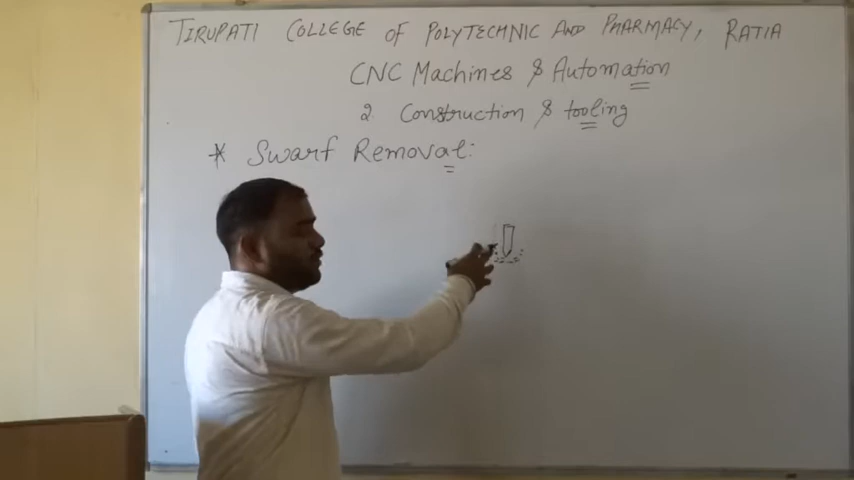 TIRUPATI COLLEGE OF POLYTECHNIC AND PHARMACY, RATIA
CNC MACHINES & AUTOMATION
2 CONSTRUCTION & tooling
* SWARF REMOVAL: